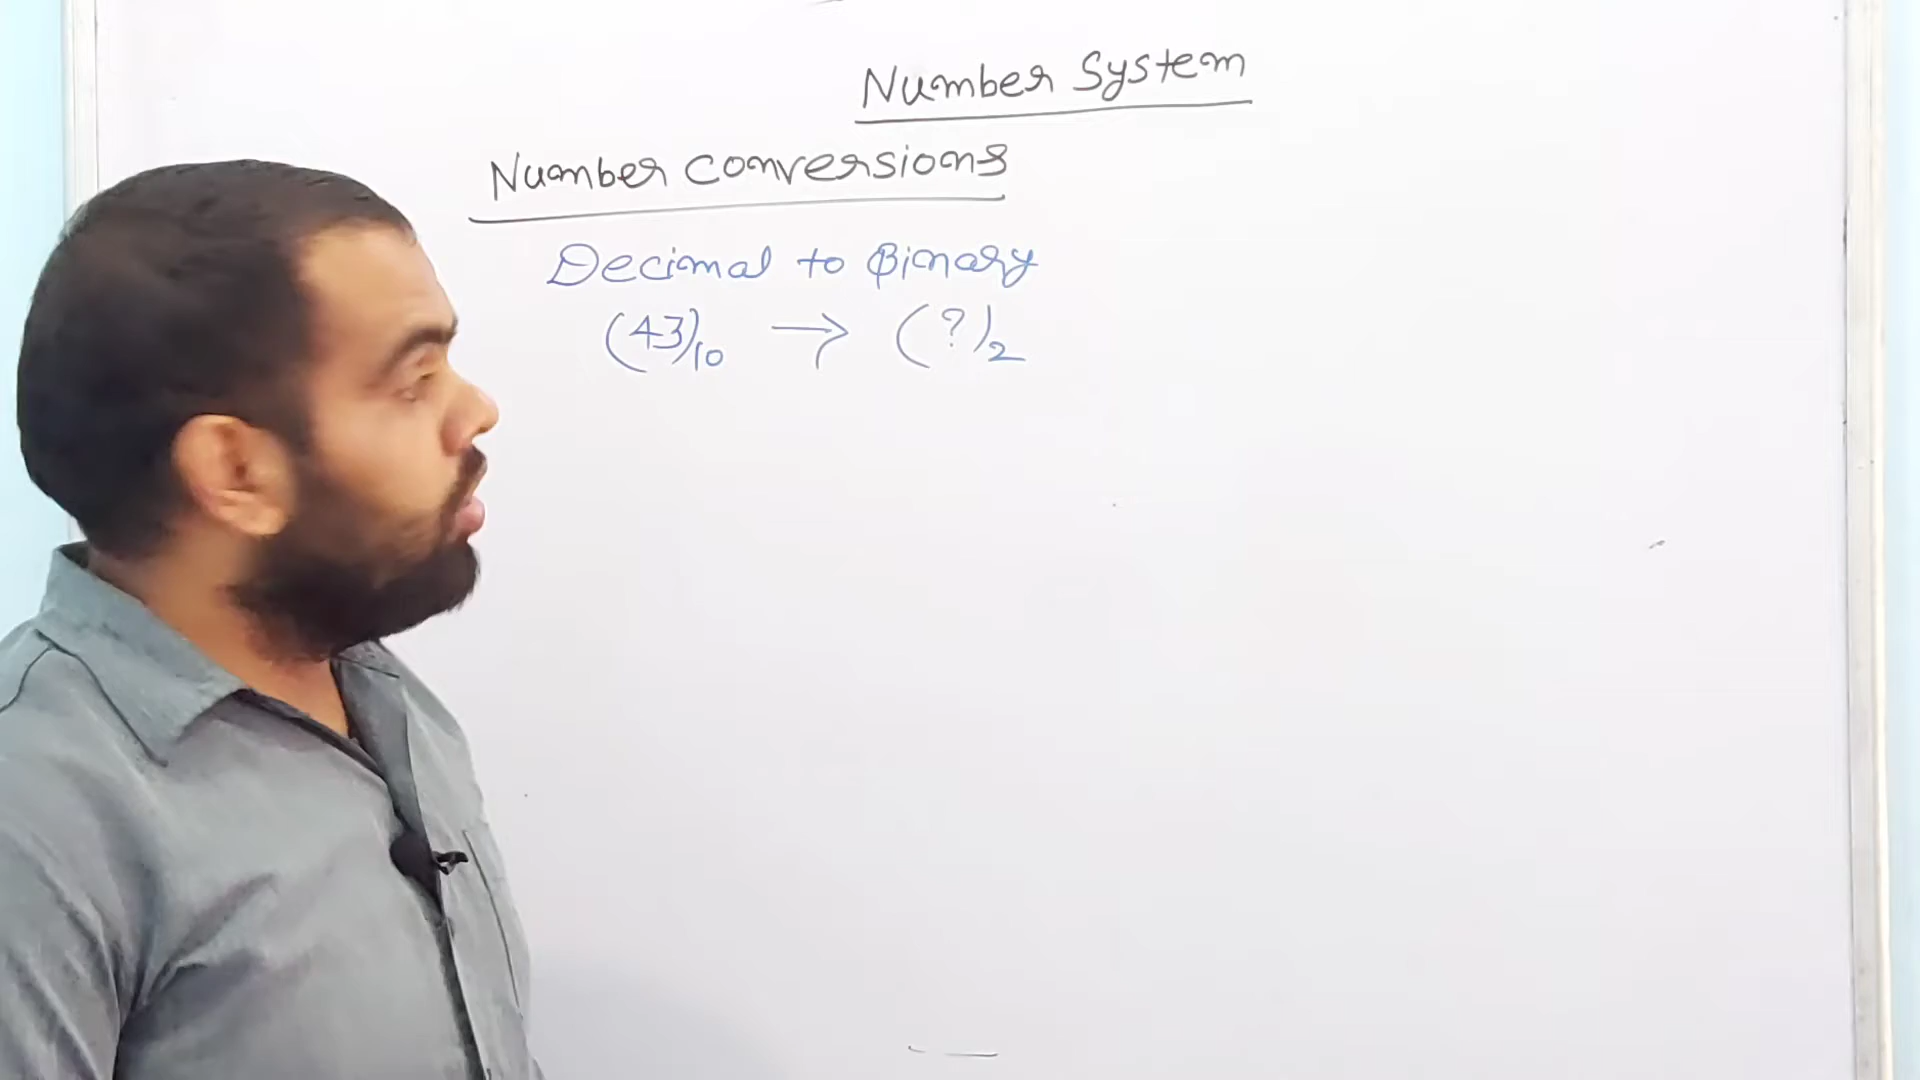 Number System
Number Conversions
Decimal to Binary
(43)₁₀ → (?)₂